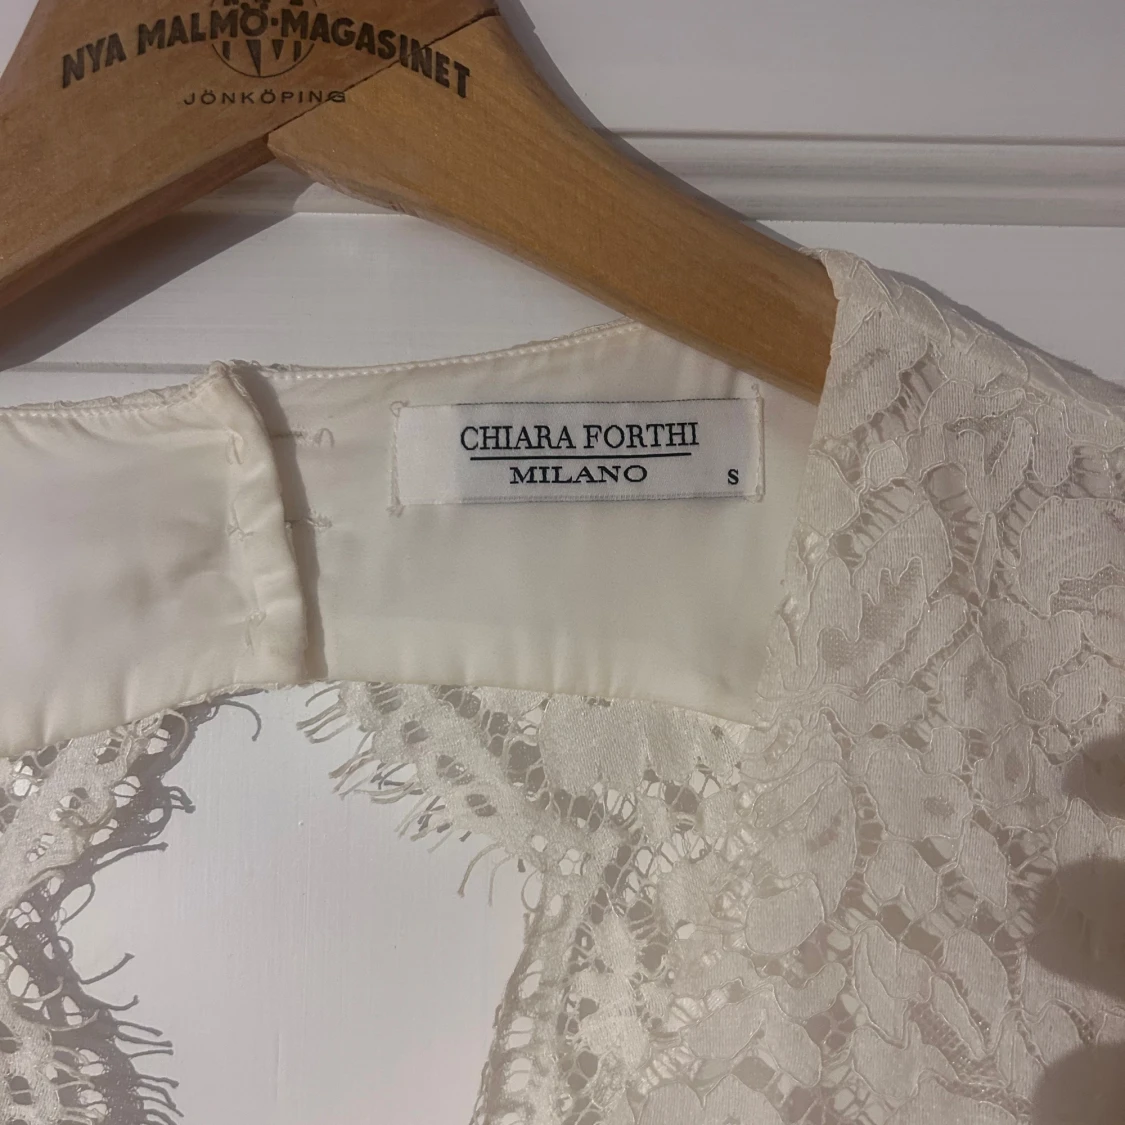 NYA MALMÖ·MAGASINET
JÖNKÖPING
CHIARA FORTHI
MILANO
S